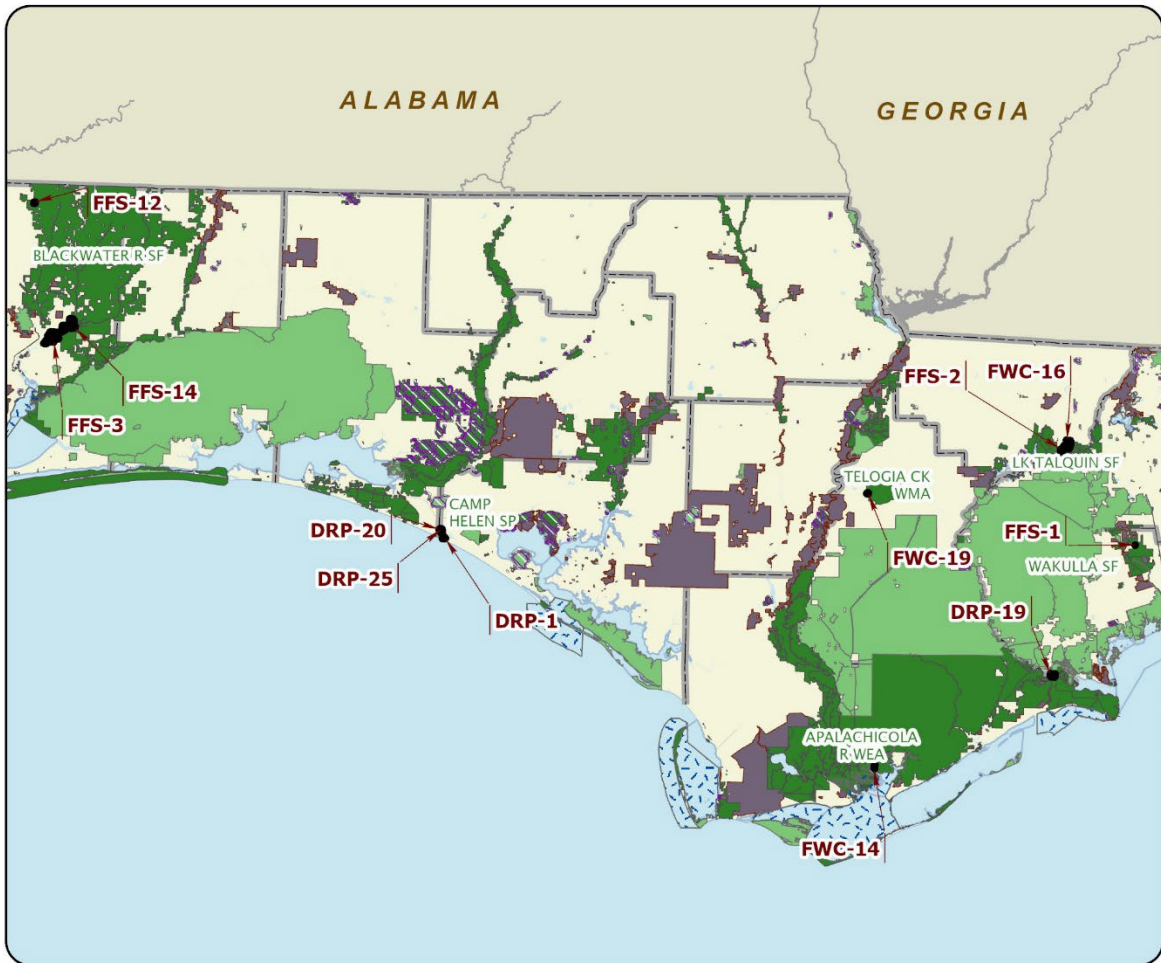 ALABAMA
GEORGIA
FFS-12
BLACKWATER R SF
FFS-14
FFS-3
FFS-2
FWC-16
LK TALQUIN SF
TELOGIA CK
WMA
CAMP
HELEN SP
DRP-20
DRP-25
DRP-1
FWC-19
FFS-1
WAKULLA SF
DRP-19
APALACHICOLA
R WEA
FWC-14